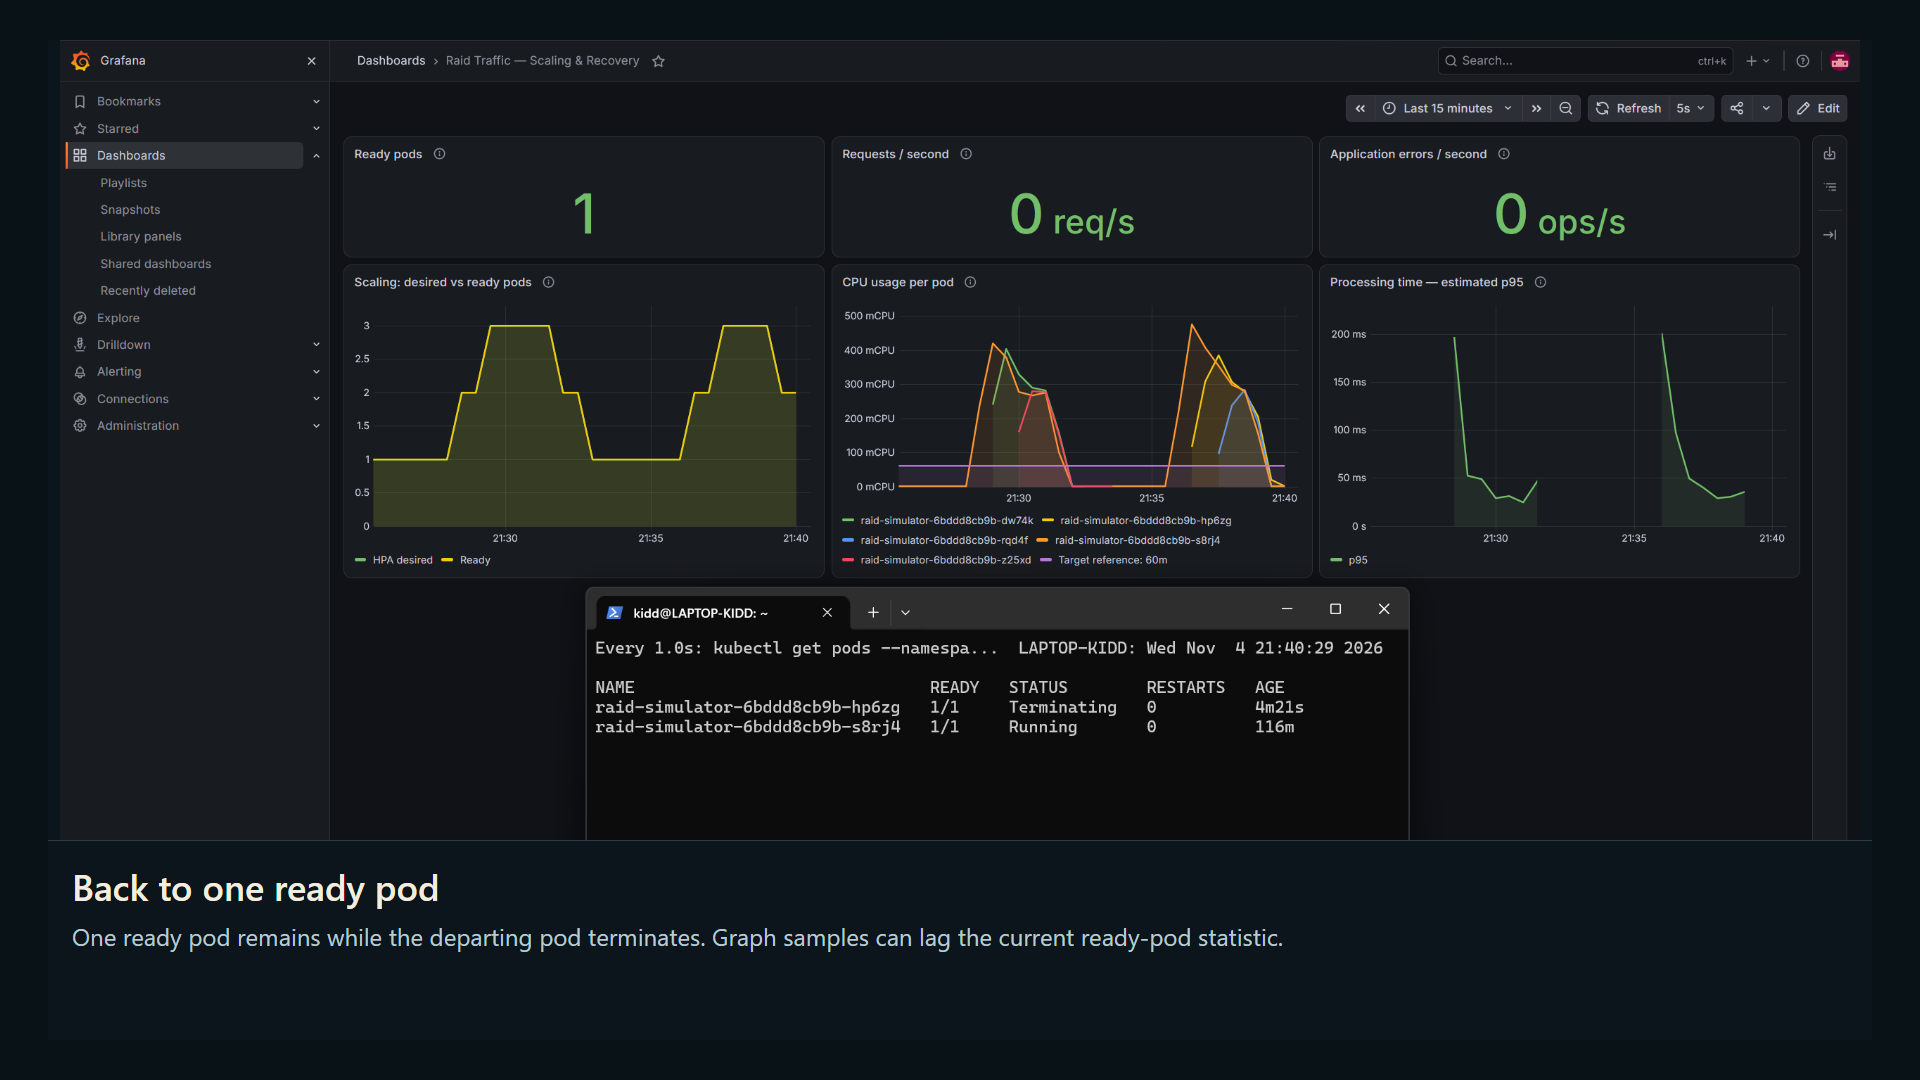 Grafana
Dashboards › Raid Traffic — Scaling & Recovery
Search...
ctrl+k
Bookmarks
Starred
Dashboards
Playlists
Snapshots
Library panels
Shared dashboards
Recently deleted
Explore
Drilldown
Alerting
Connections
Administration
Last 15 minutes
Refresh
5s
Edit
Ready pods
1
Requests / second
0 req/s
Application errors / second
0 ops/s
Scaling: desired vs ready pods
3
2.5
2
1.5
1
0.5
0
21:30
21:35
21:40
HPA desired
Ready
CPU usage per pod
500 mCPU
400 mCPU
300 mCPU
200 mCPU
100 mCPU
0 mCPU
21:30
21:35
21:40
raid-simulator-6bddd8cb9b-dw74k
raid-simulator-6bddd8cb9b-hp6zg
raid-simulator-6bddd8cb9b-rqd4f
raid-simulator-6bddd8cb9b-s8rj4
raid-simulator-6bddd8cb9b-z25xd
Target reference: 60m
Processing time — estimated p95
200 ms
150 ms
100 ms
50 ms
0 s
21:30
21:35
21:40
p95
kidd@LAPTOP-KIDD: ~
Every 1.0s: kubectl get pods --namespa... LAPTOP-KIDD: Wed Nov 4 21:40:29 2026
NAME READY STATUS RESTARTS AGE
raid-simulator-6bddd8cb9b-hp6zg 1/1 Terminating 0 4m21s
raid-simulator-6bddd8cb9b-s8rj4 1/1 Running 0 116m
Back to one ready pod
One ready pod remains while the departing pod terminates. Graph samples can lag the current ready-pod statistic.